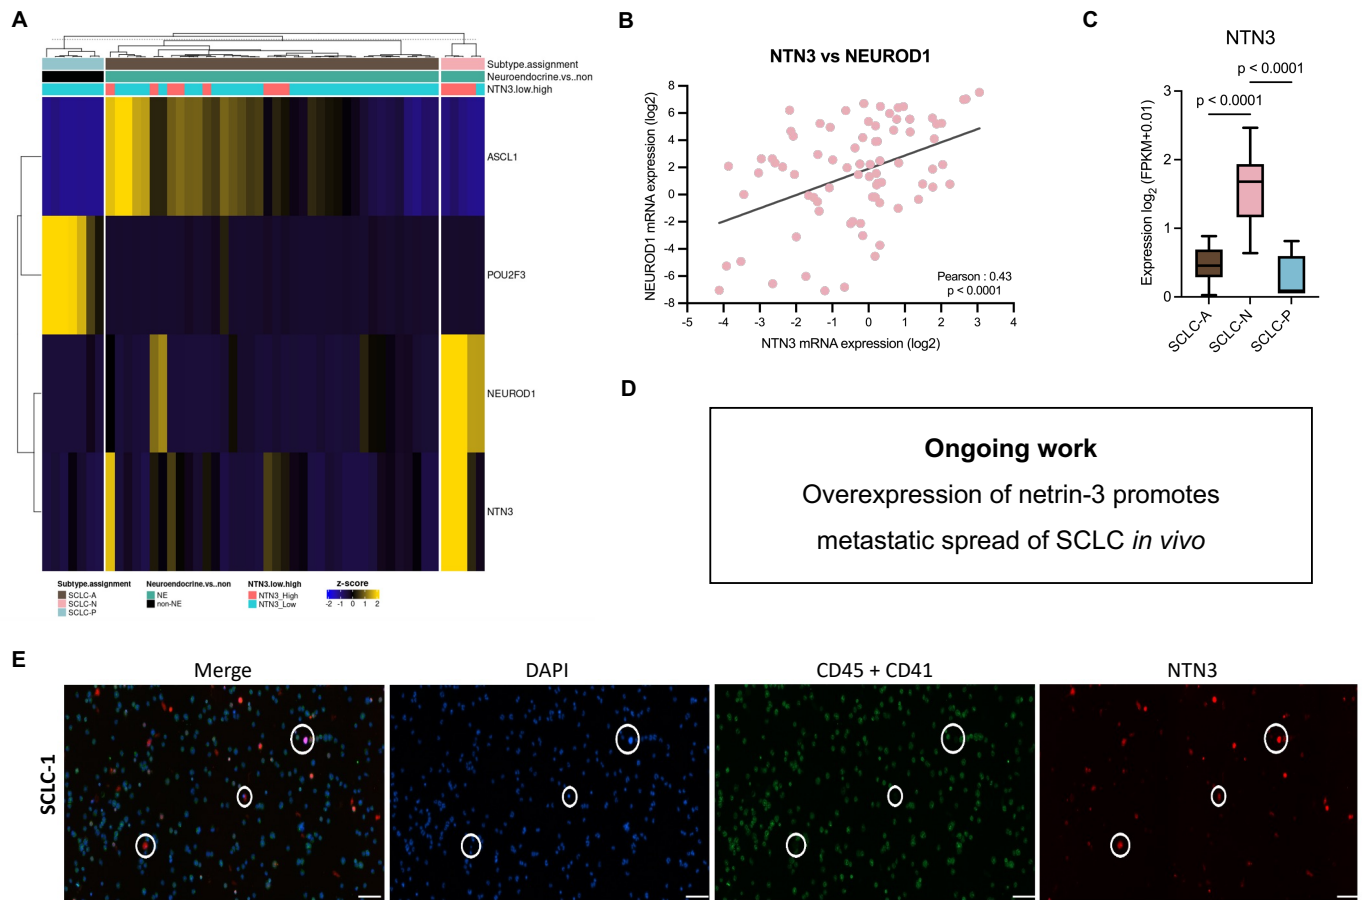 A
Subtype.assignment
Neuroendocrine.vs..non
NTN3.low.high
ASCL1
POU2F3
NEUROD1
NTN3
Subtype.assignment
SCLC-A
SCLC-N
SCLC-P
Neuroendocrine.vs..non
NE
non-NE
NTN3.low.high
NTN3_High
NTN3_Low
z-score
-2 -1 0 1 2
B
NTN3 vs NEUROD1
NEUROD1 mRNA expression (log2)
8
6
4
2
0
-2
-4
-6
-8
Pearson : 0.43
p < 0.0001
-5 -4 -3 -2 -1 0 1 2 3 4
NTN3 mRNA expression (log2)
C
NTN3
p < 0.0001
p < 0.0001
Expression log2 (FPKM+0.01)
3
2
1
0
SCLC-A
SCLC-N
SCLC-P
D
Ongoing work
Overexpression of netrin-3 promotes
metastatic spread of SCLC in vivo
E
Merge
DAPI
CD45 + CD41
NTN3
SCLC-1